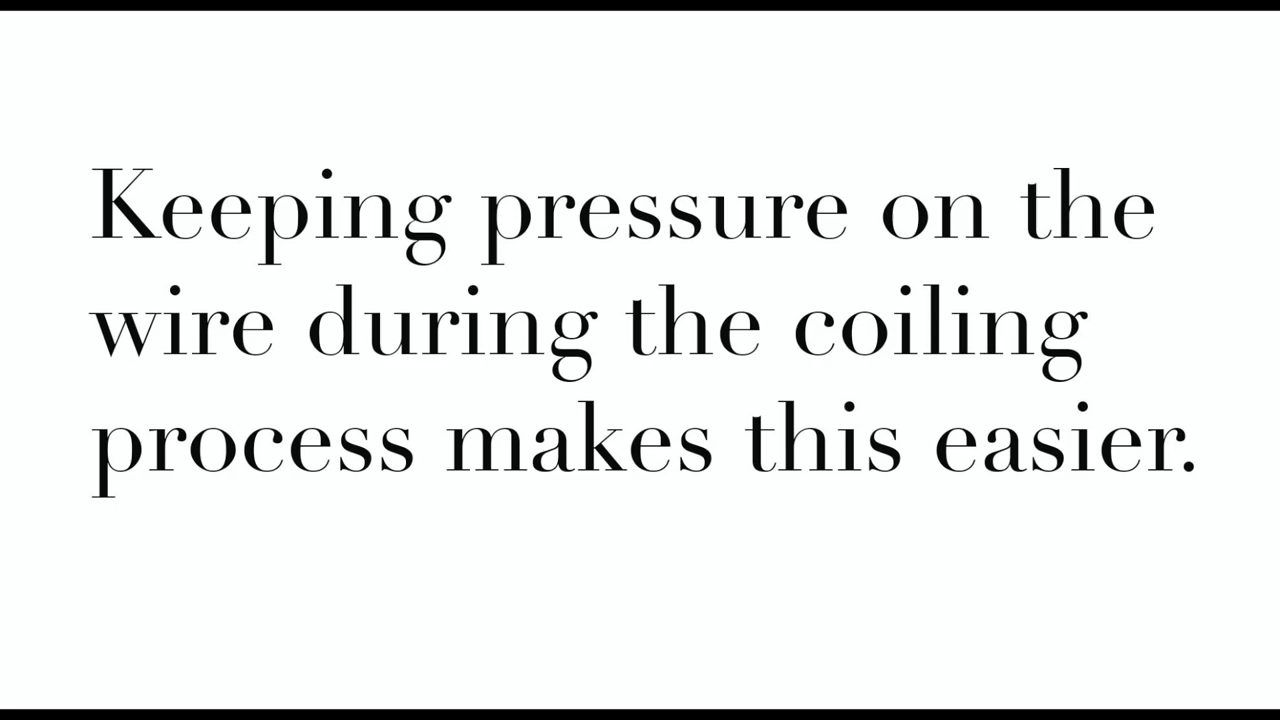 Keeping pressure on the
wire during the coiling
process makes this easier.